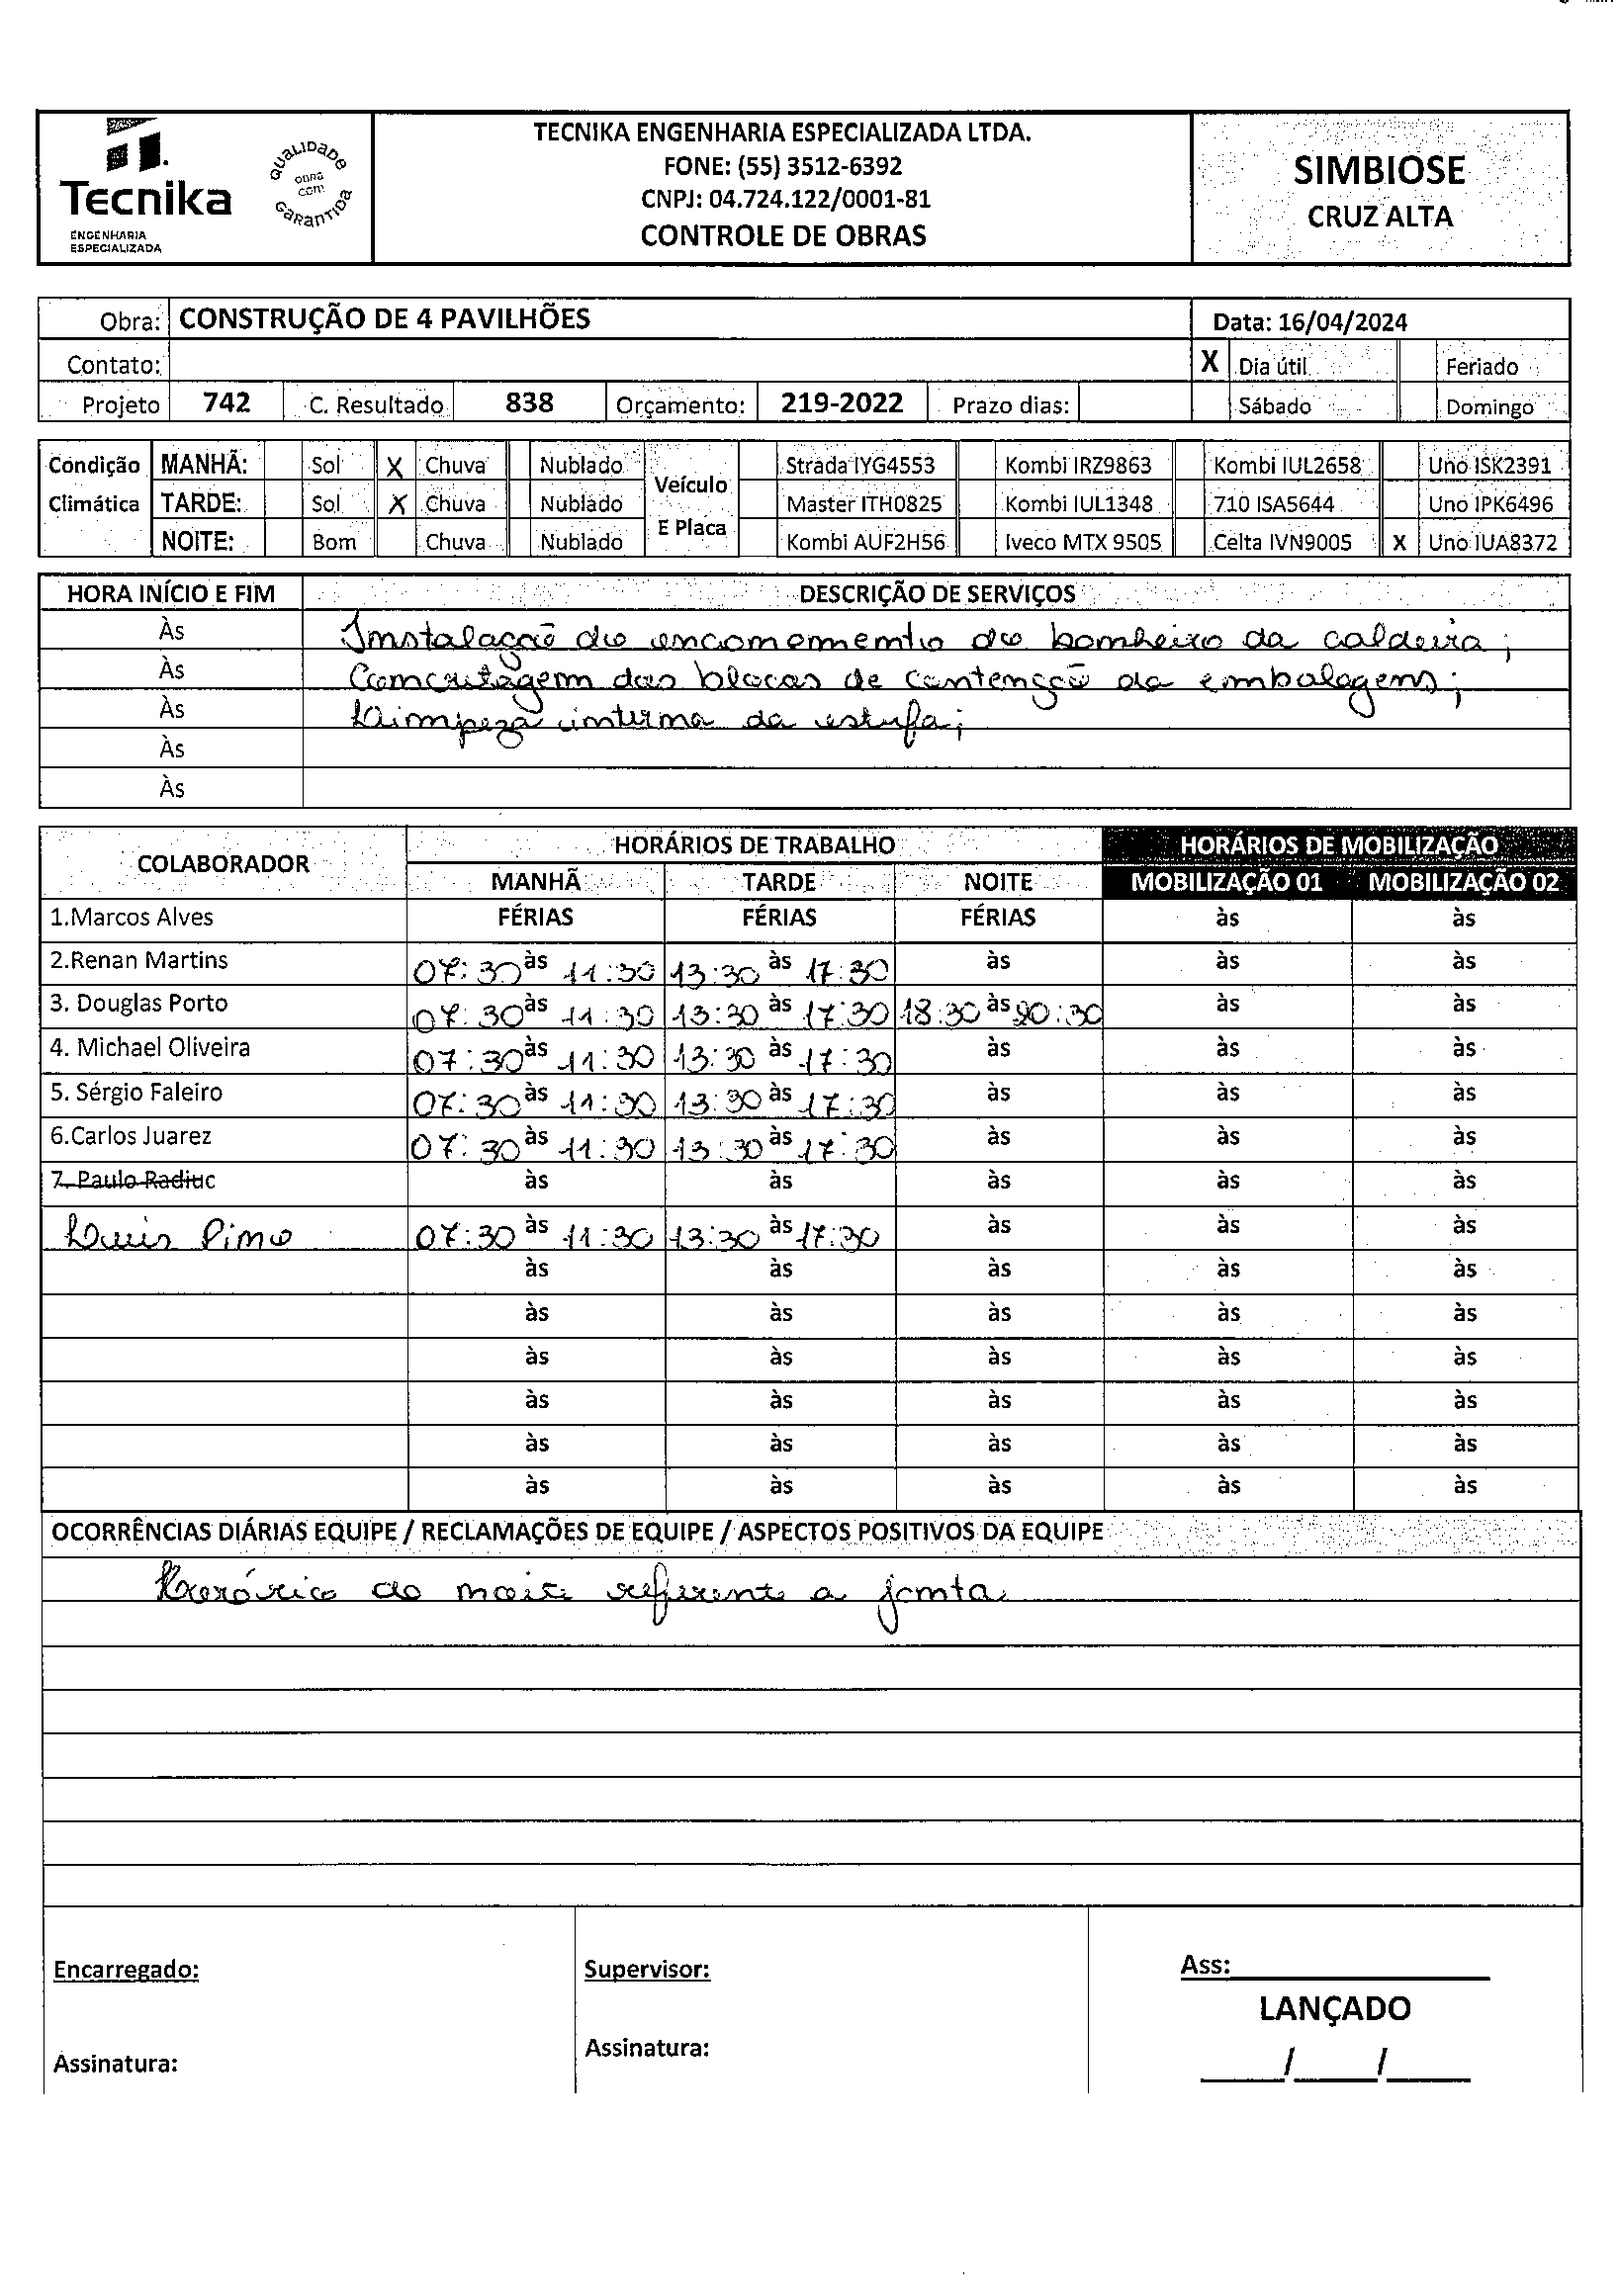 Tecnika
ENGENHARIA
ESPECIALIZADA
QUALIDADE
OBRA
COM
GARANTIDA
TECNIKA ENGENHARIA ESPECIALIZADA LTDA.
FONE: (55) 3512-6392
CNPJ: 04.724.122/0001-81
CONTROLE DE OBRAS
SIMBIOSE
CRUZ ALTA
Obra: CONSTRUÇÃO DE 4 PAVILHÕES Data: 16/04/2024
Contato: X Dia útil Feriado
Projeto 742 C. Resultado 838 Orçamento: 219-2022 Prazo dias: Sábado Domingo
Condição Climática
MANHÃ: Sol X Chuva Nublado
TARDE: Sol X Chuva Nublado
NOITE: Bom Chuva Nublado
Veículo E Placa
Strada IYG4553 Kombi IRZ9863 Kombi IUL2658 Uno ISK2391
Master ITH0825 Kombi IUL1348 710 ISA5644 Uno IPK6496
Kombi AUF2H56 Iveco MTX 9505 Celta IVN9005 X Uno IUA8372
HORA INÍCIO E FIM DESCRIÇÃO DE SERVIÇOS
Às Instalação do encanamento do banheiro da caldeira;
Às Concretagem dos blocos de contenção da embalagem;
Às Limpeza interna da estufa;
Às
Às
COLABORADOR HORÁRIOS DE TRABALHO HORÁRIOS DE MOBILIZAÇÃO
MANHÃ TARDE NOITE MOBILIZAÇÃO 01 MOBILIZAÇÃO 02
1.Marcos Alves FÉRIAS FÉRIAS FÉRIAS às às
2.Renan Martins 07:30 às 11:30 13:30 às 17:30 às às às
3. Douglas Porto 07:30 às 11:30 13:30 às 17:30 18:30 às 20:30 às às
4. Michael Oliveira 07:30 às 11:30 13:30 às 17:30 às às às
5. Sérgio Faleiro 07:30 às 11:30 13:30 às 17:30 às às às
6.Carlos Juarez 07:30 às 11:30 13:30 às 17:30 às às às
7. Paulo Radiuc às às às às às
Luis 07:30 às 11:30 13:30 às 17:30 às às às
às às às às às
às às às às às
às às às às às
às às às às às
às às às às às
às às às às às
OCORRÊNCIAS DIÁRIAS EQUIPE / RECLAMAÇÕES DE EQUIPE / ASPECTOS POSITIVOS DA EQUIPE
Horário da noite referente a janta
Encarregado: Supervisor: Ass:
LANÇADO
Assinatura: Assinatura: / /